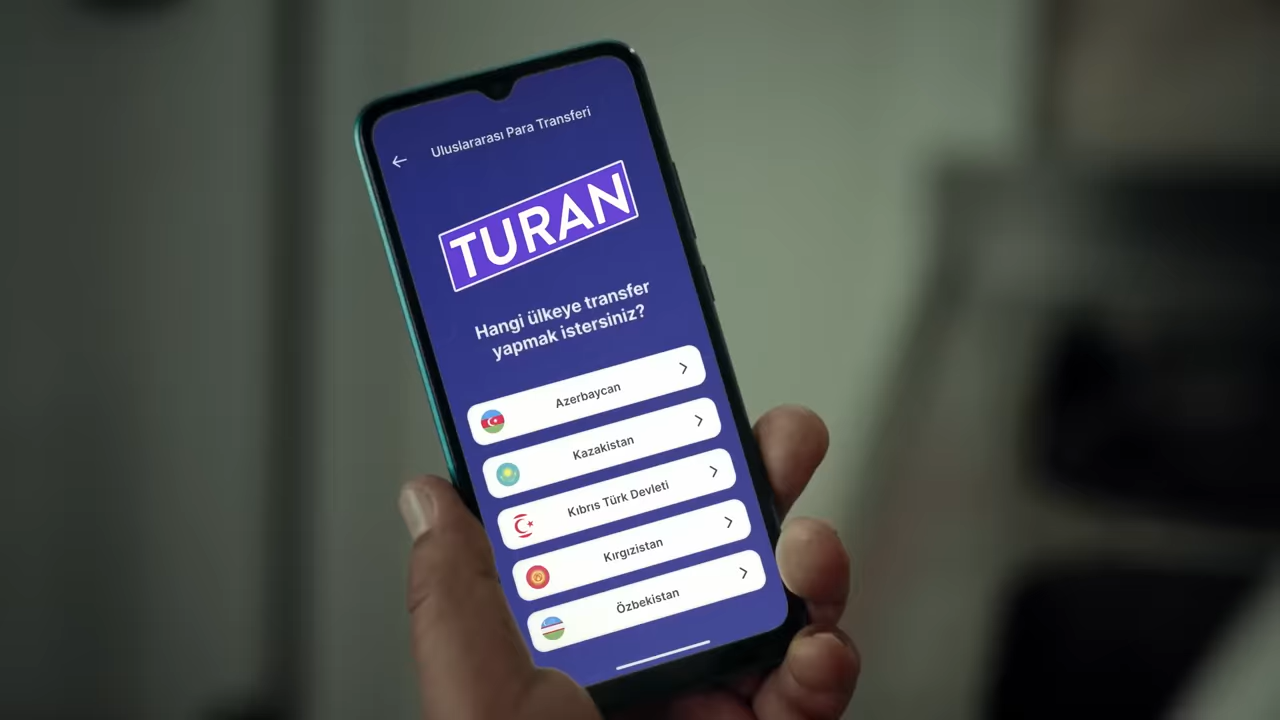 Uluslararası Para Transferi
TURAN
Hangi ülkeye transfer
yapmak istersiniz?
Azerbaycan
Kazakistan
Kıbrıs Türk Devleti
Kırgızistan
Özbekistan